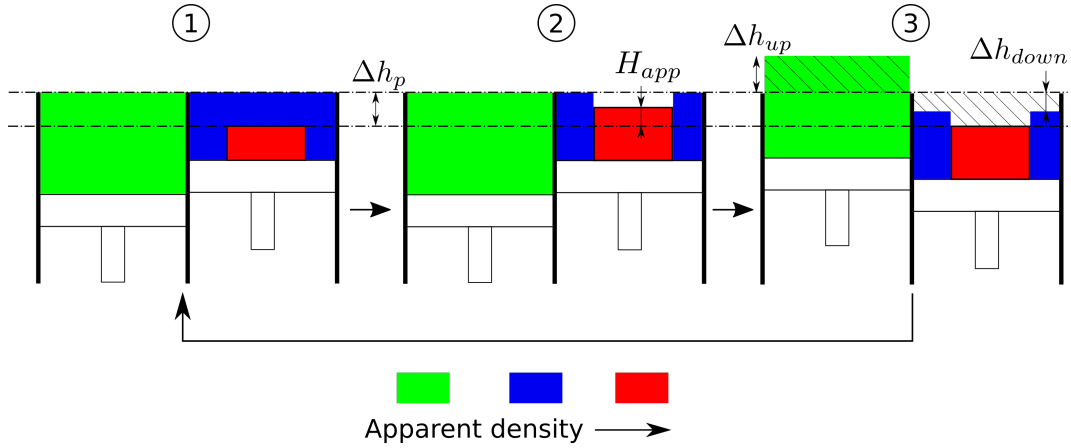 1
2
3
Δh_p
H_app
Δh_up
Δh_down
Apparent density